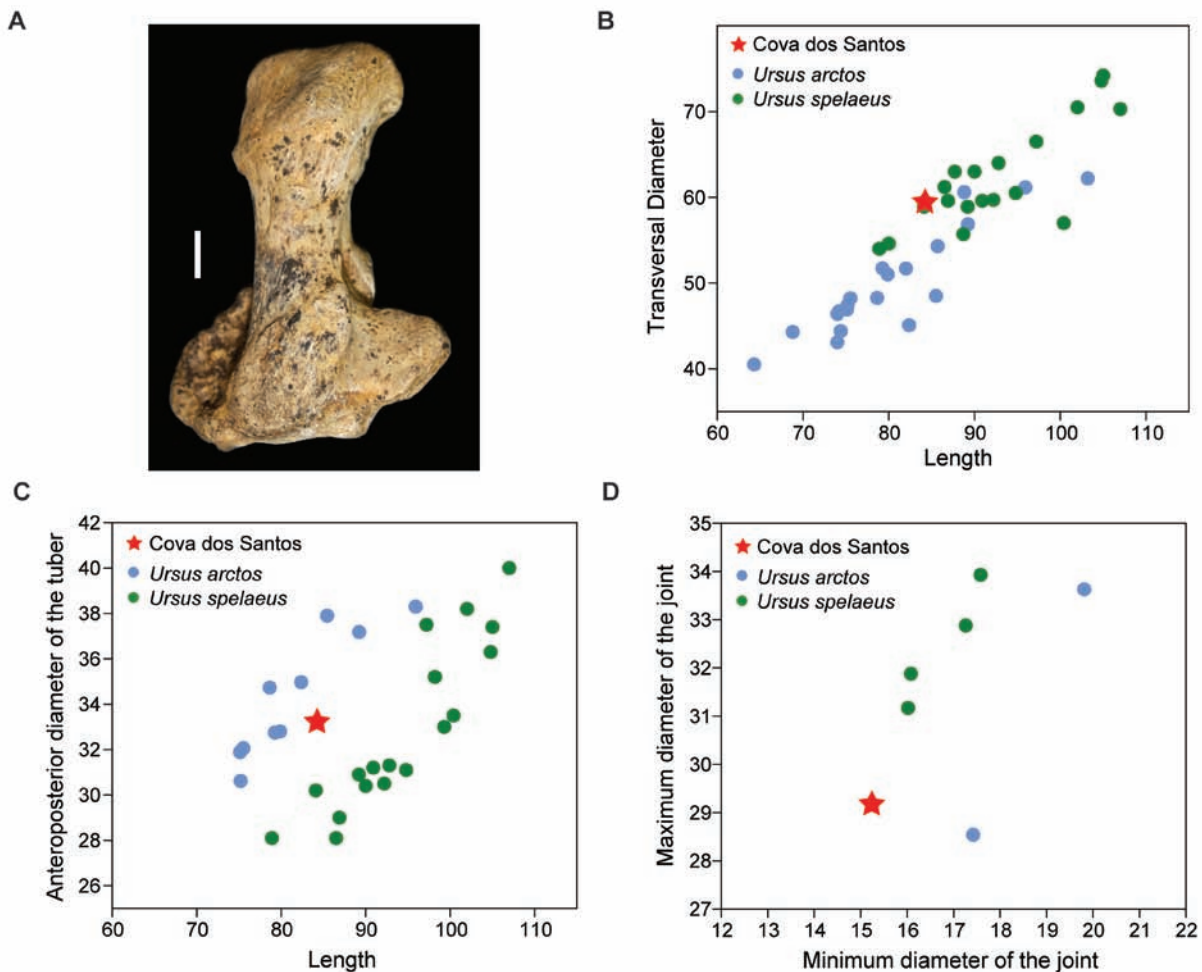 A
B
Cova dos Santos
Ursus arctos
Ursus spelaeus
70
60
50
40
Transversal Diameter
60 70 80 90 100 110
Length
C
Cova dos Santos
Ursus arctos
Ursus spelaeus
42
40
38
36
34
32
30
28
26
Anteroposterior diameter of the tuber
60 70 80 90 100 110
Length
D
Cova dos Santos
Ursus arctos
Ursus spelaeus
35
34
33
32
31
30
29
28
27
Maximum diameter of the joint
12 13 14 15 16 17 18 19 20 21 22
Minimum diameter of the joint